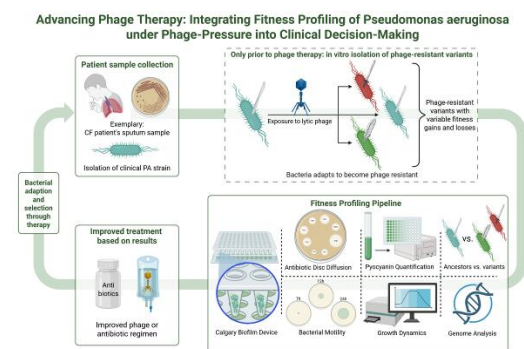 Advancing Phage Therapy: Integrating Fitness Profiling of Pseudomonas aeruginosa
under Phage-Pressure into Clinical Decision-Making
Patient sample collection
Exemplary:
CF patient's sputum sample
Isolation of clinical PA strain
Only prior to phage therapy: in vitro isolation of phage-resistant variants
Exposure to lytic phage
Bacteria adapts to become phage resistant
Phage-resistant
variants with
variable fitness
gains and losses
Bacterial
adaption
and
selection
through
therapy
Improved treatment
based on results
Anti
biotics
Improved phage or
antibiotic regimen
Fitness Profiling Pipeline
Calgary Biofilm Device
Antibiotic Disc Diffusion
Pyocyanin Quantification
VS.
Ancestors vs. variants
Bacterial Motility
Growth Dynamics
Genome Analysis